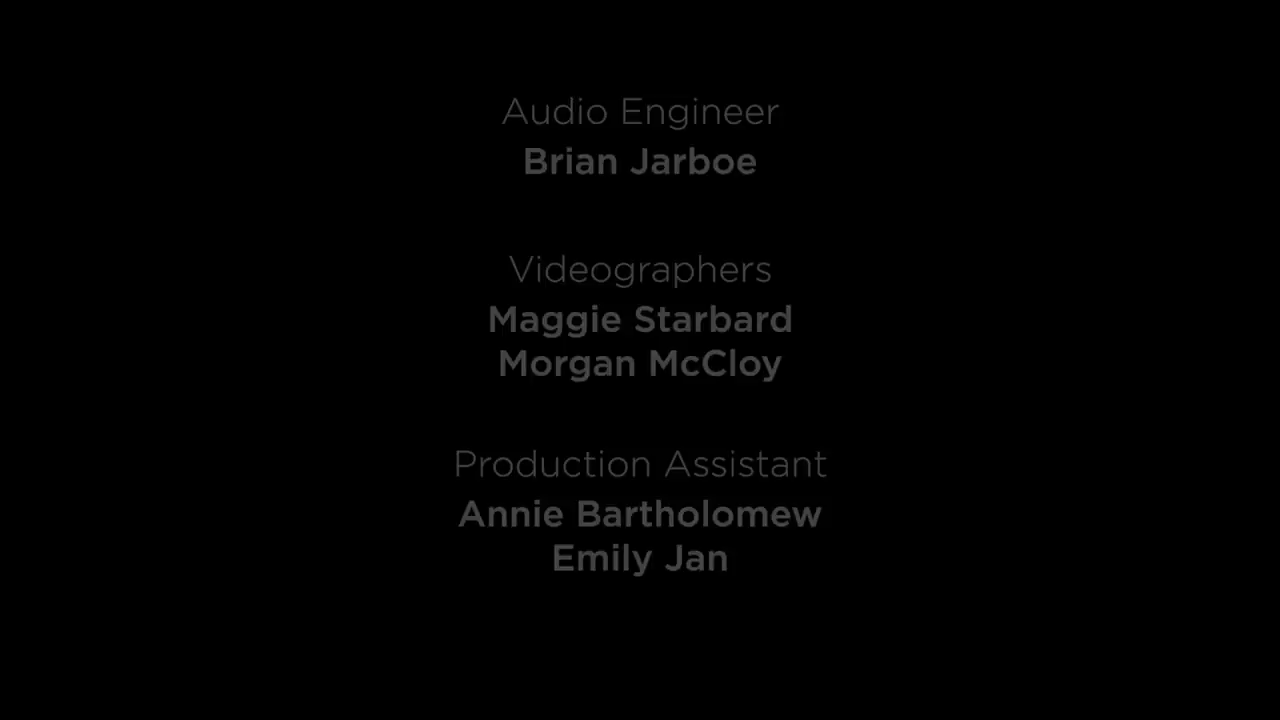 Audio Engineer
Brian Jarboe
Videographers
Maggie Starbard
Morgan McCloy
Production Assistant
Annie Bartholomew
Emily Jan